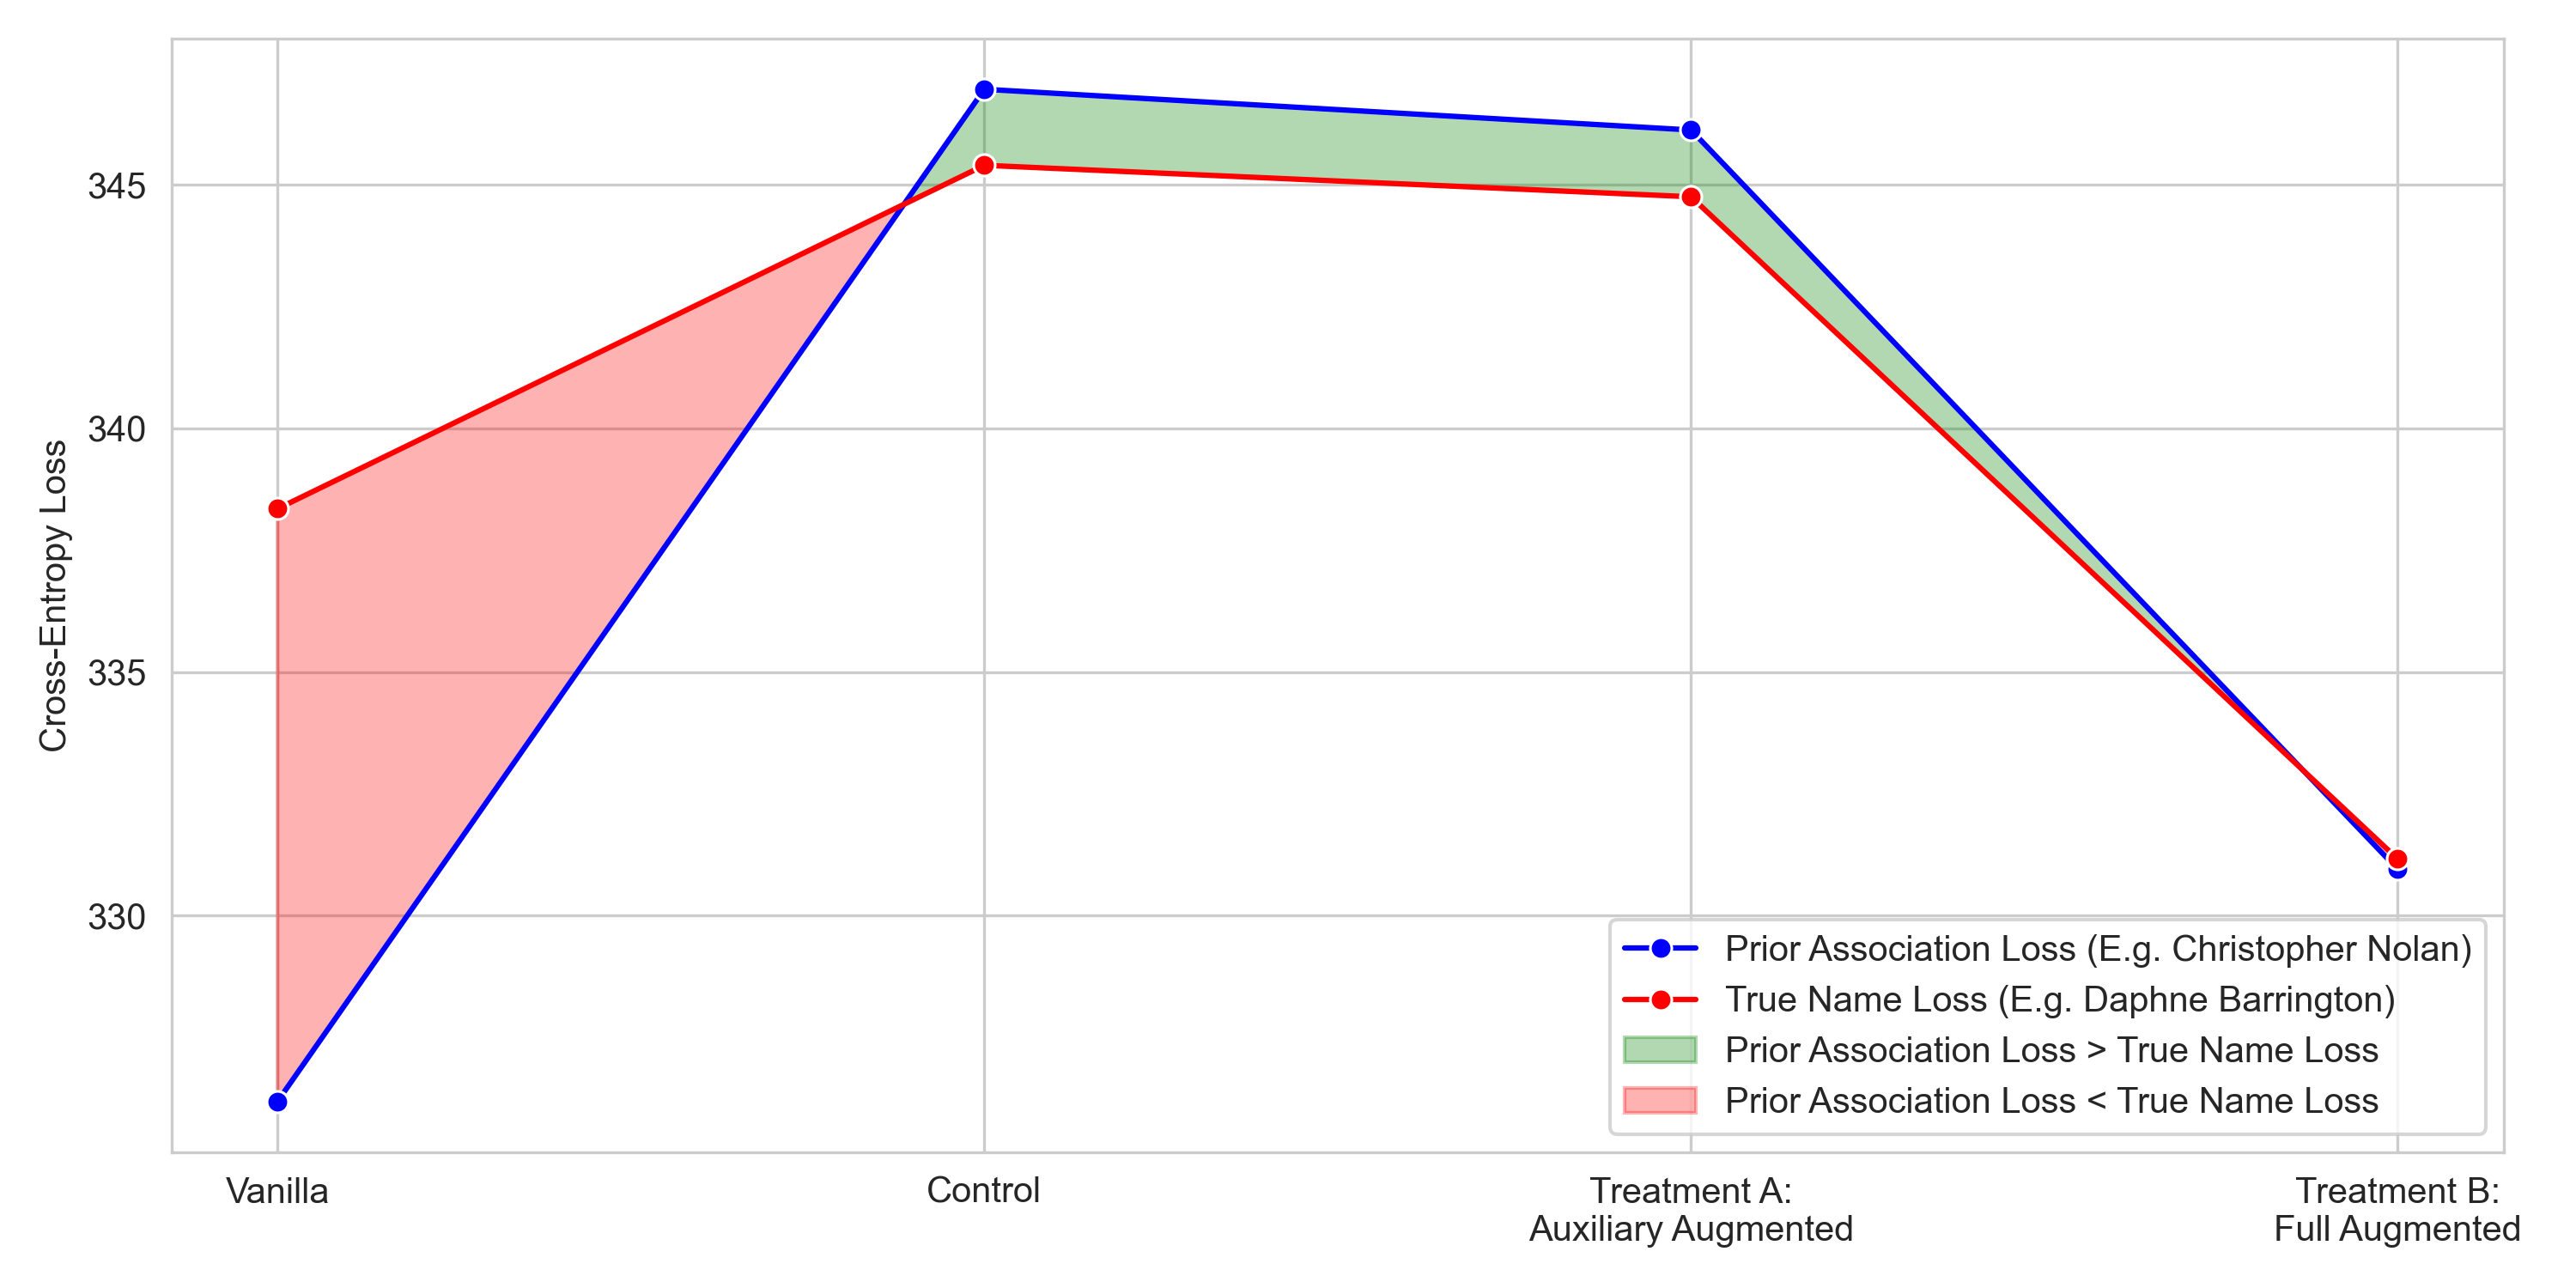 Cross-Entropy Loss
345
340
335
330
Prior Association Loss (E.g. Christopher Nolan)
True Name Loss (E.g. Daphne Barrington)
Prior Association Loss > True Name Loss
Prior Association Loss < True Name Loss
Vanilla
Control
Treatment A:
Auxiliary Augmented
Treatment B:
Full Augmented